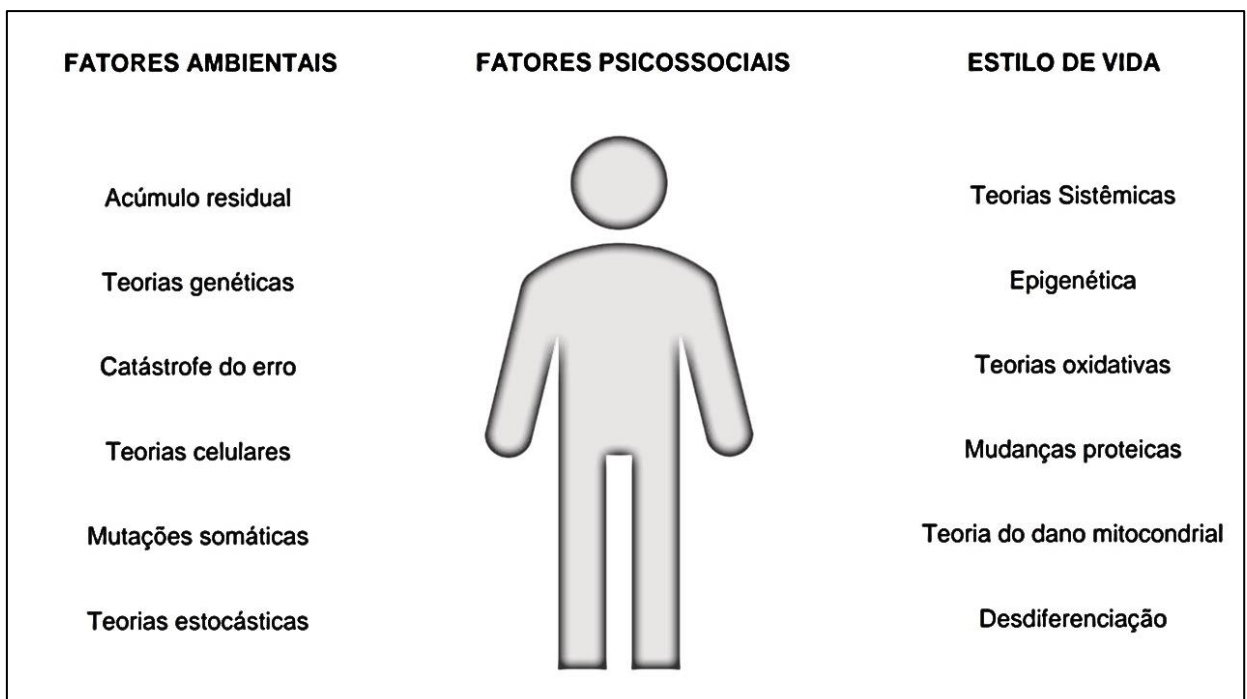 FATORES AMBIENTAIS
FATORES PSICOSSOCIAIS
ESTILO DE VIDA
Acúmulo residual
Teorias Sistêmicas
Teorias genéticas
Epigenética
Catástrofe do erro
Teorias oxidativas
Teorias celulares
Mudanças proteicas
Mutações somáticas
Teoria do dano mitocondrial
Teorias estocásticas
Desdiferenciação